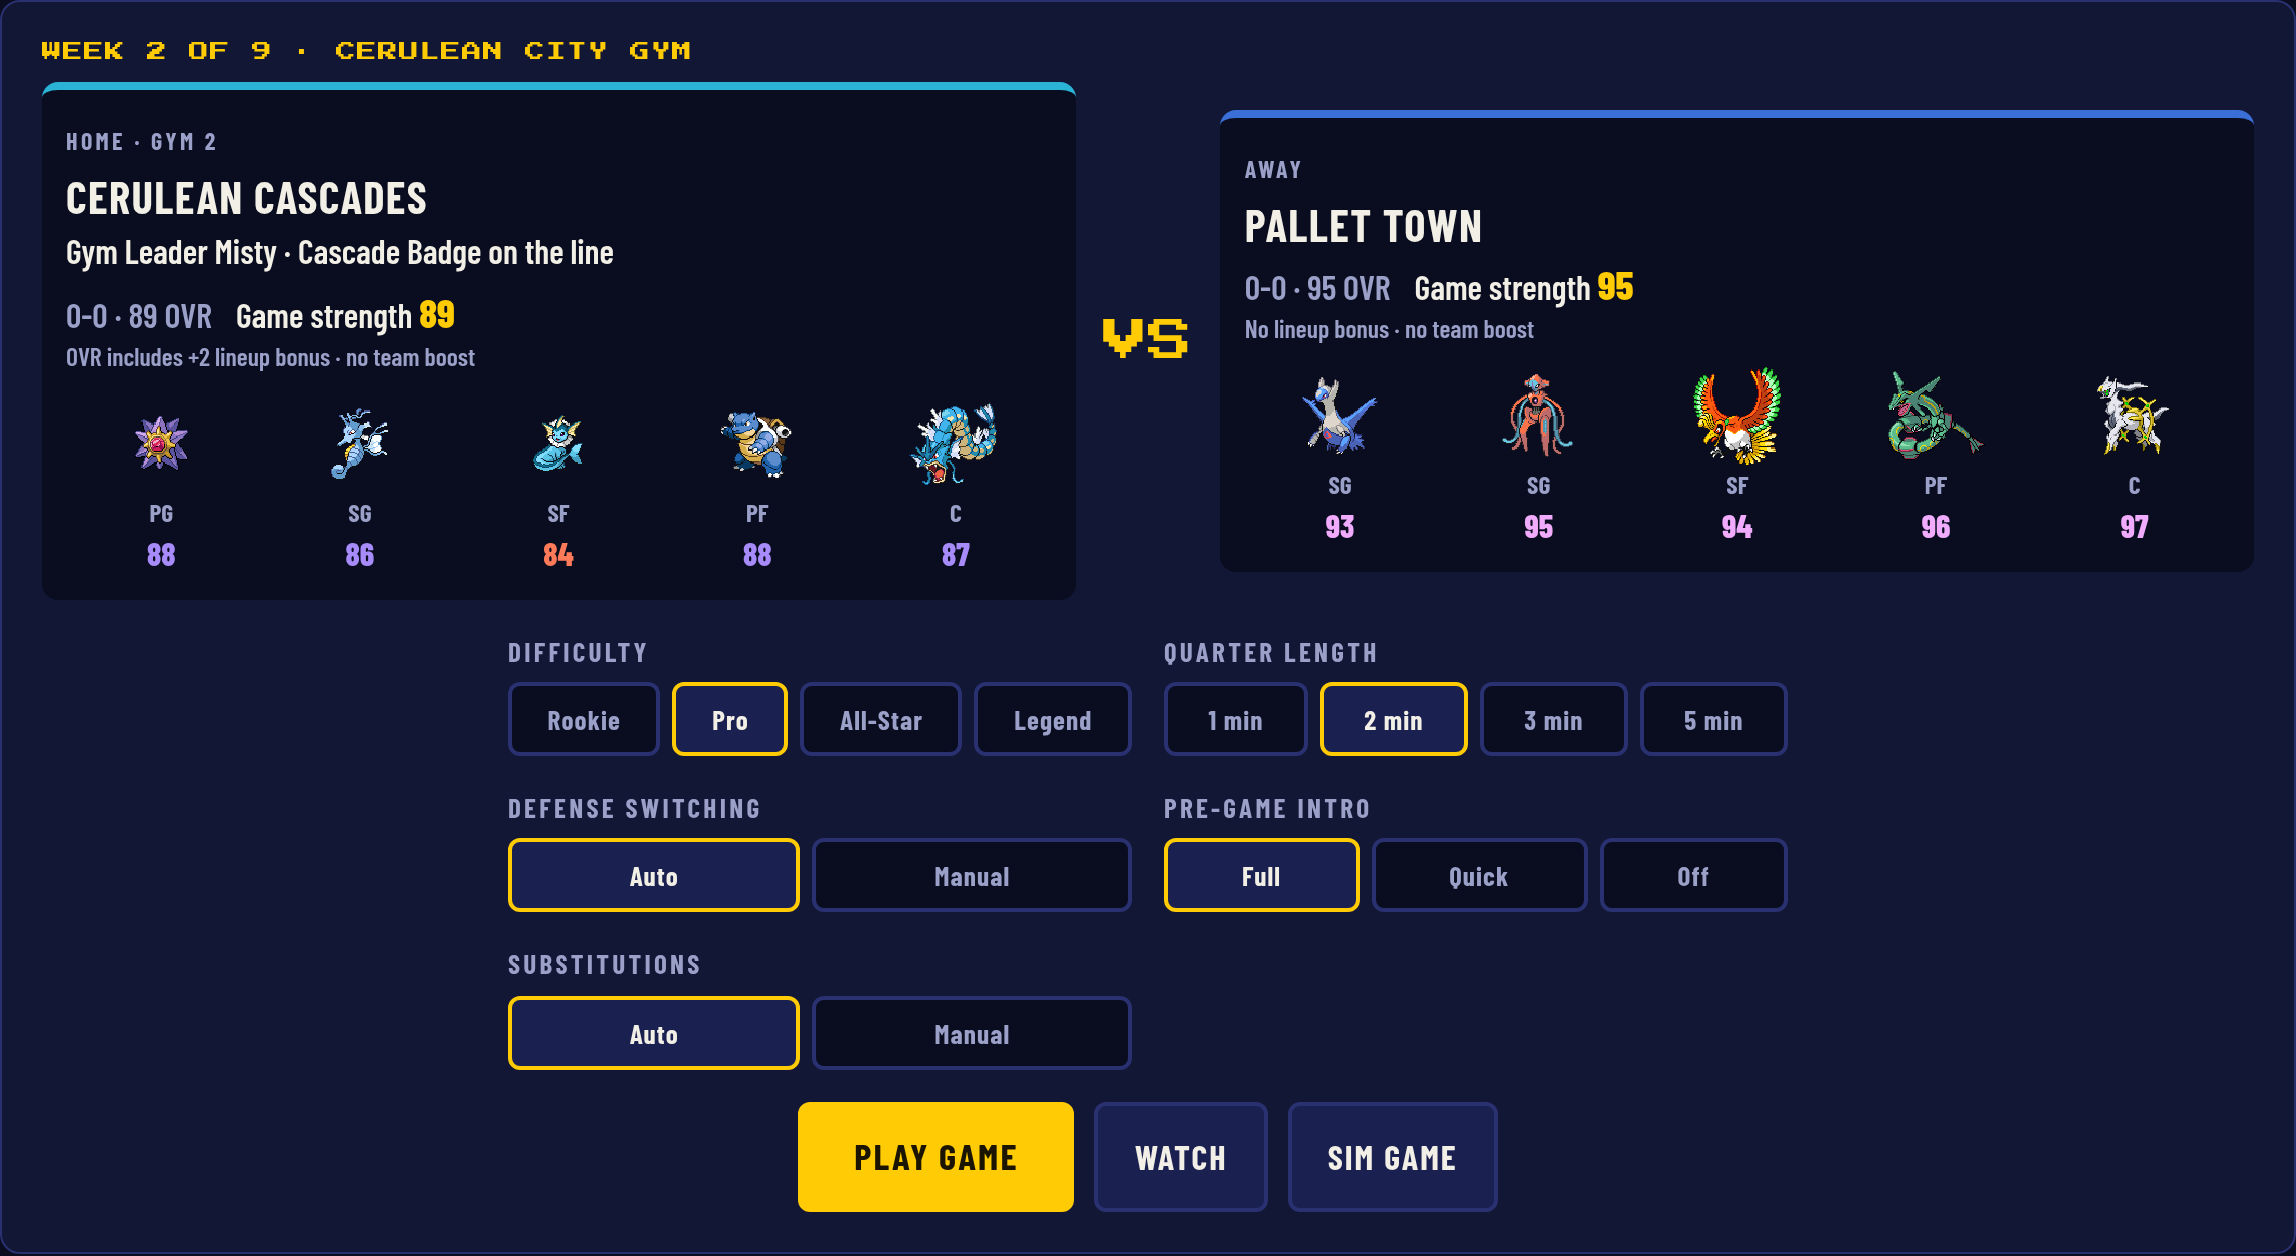 WEEK 2 OF 9 · CERULEAN CITY GYM
HOME · GYM 2
CERULEAN CASCADES
Gym Leader Misty · Cascade Badge on the line
0-0 · 89 OVR Game strength 89
OVR includes +2 lineup bonus · no team boost
PG SG SF PF C
88 86 84 88 87
VS
AWAY
PALLET TOWN
0-0 · 95 OVR Game strength 95
No lineup bonus · no team boost
SG SG SF PF C
93 95 94 96 97
DIFFICULTY
Rookie Pro All-Star Legend
QUARTER LENGTH
1 min 2 min 3 min 5 min
DEFENSE SWITCHING
Auto Manual
PRE-GAME INTRO
Full Quick Off
SUBSTITUTIONS
Auto Manual
PLAY GAME WATCH SIM GAME